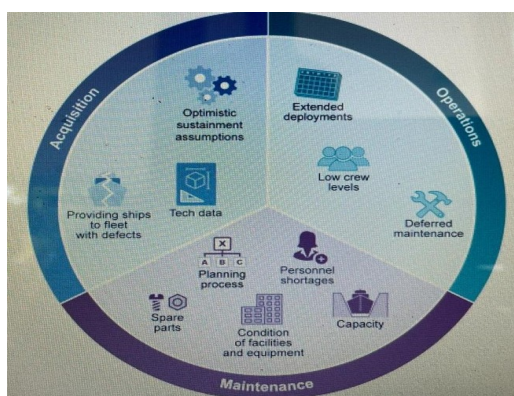 Acquisition
Optimistic
sustainment
assumptions
Providing ships
to fleet
with defects
Tech data
Operations
Extended
deployments
Low crew
levels
Deferred
maintenance
X
A B C
Planning
process
Personnel
shortages
Spare
parts
Condition
of facilities
and equipment
Capacity
Maintenance